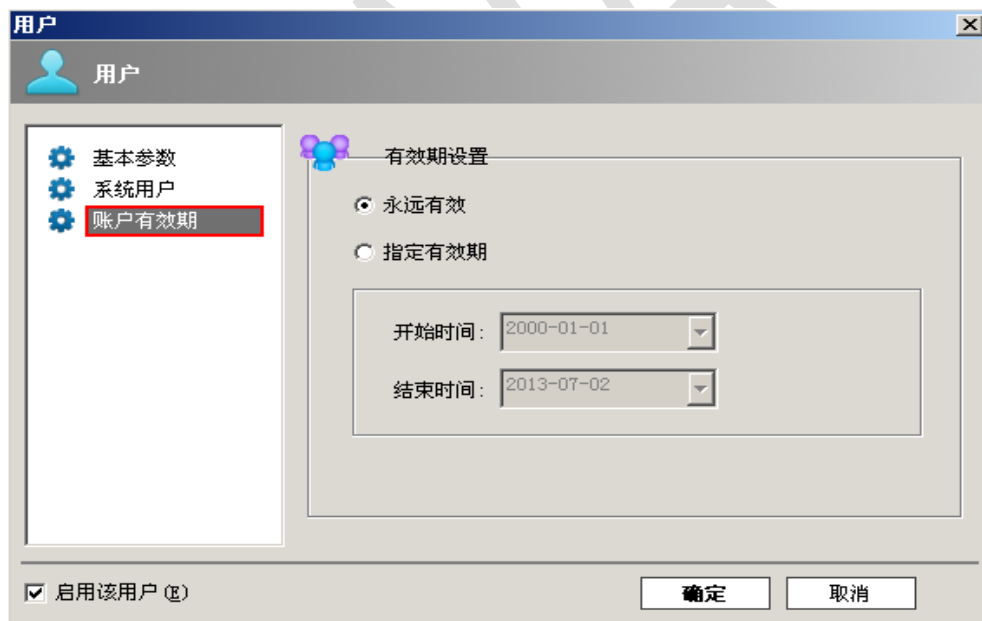 用户
用户
基本参数
系统用户
账户有效期
有效期设置
永远有效
指定有效期
开始时间: 2000-01-01
结束时间: 2013-07-02
启用该用户(E)
确定
取消